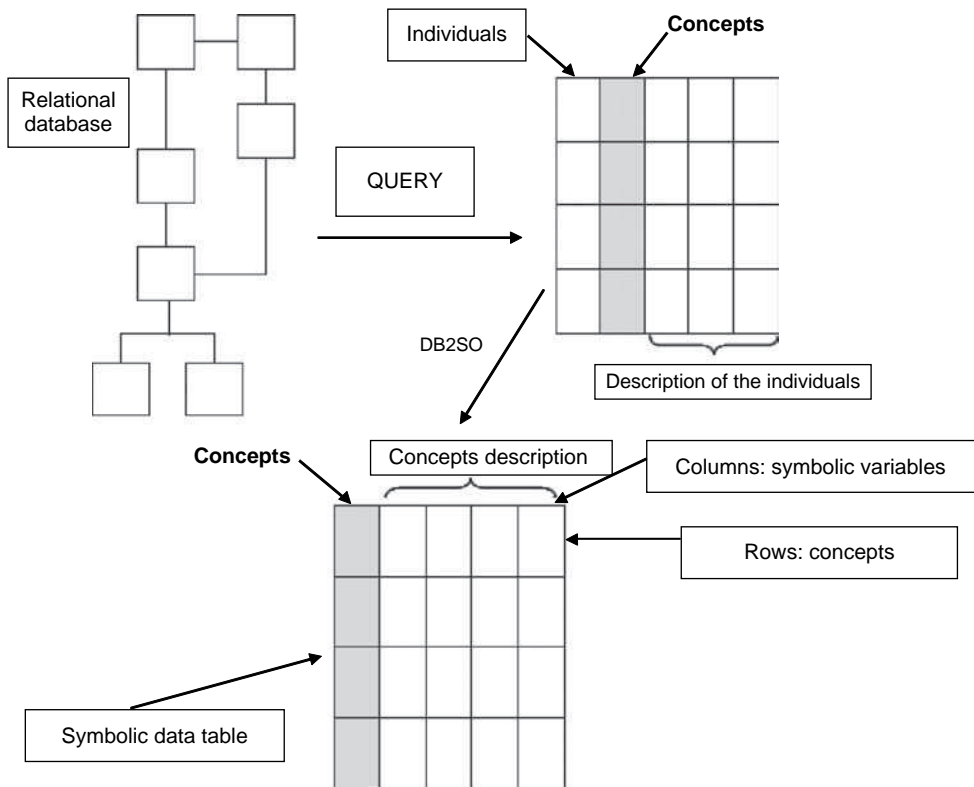 Individuals
Concepts
Relational
database
QUERY
DB2SO
Description of the individuals
Concepts
Concepts description
Columns: symbolic variables
Rows: concepts
Symbolic data table